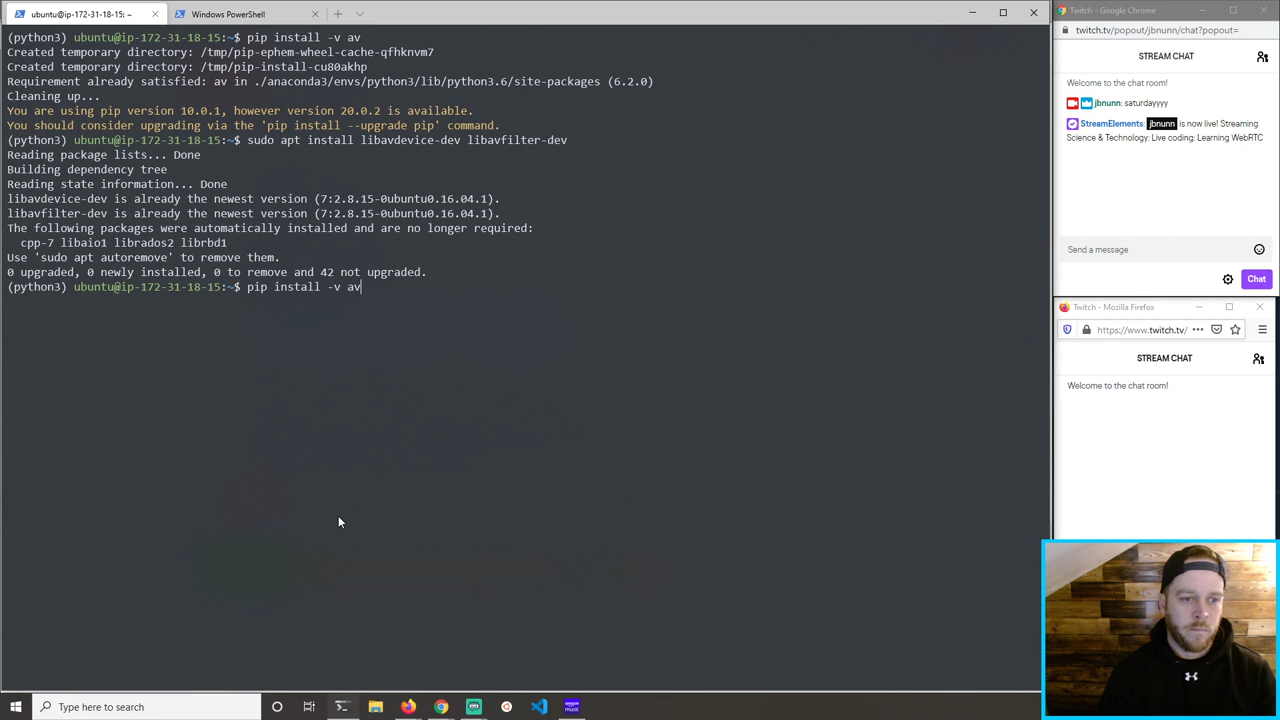 ubuntu@ip-172-31-18-15: ~
Windows PowerShell
(python3) ubuntu@ip-172-31-18-15:~$ pip install -v av
Created temporary directory: /tmp/pip-ephem-wheel-cache-qfhknvm7
Created temporary directory: /tmp/pip-install-cu80akhp
Requirement already satisfied: av in ./anaconda3/envs/python3/lib/python3.6/site-packages (6.2.0)
Cleaning up...
You are using pip version 10.0.1, however version 20.0.2 is available.
You should consider upgrading via the 'pip install --upgrade pip' command.
(python3) ubuntu@ip-172-31-18-15:~$ sudo apt install libavdevice-dev libavfilter-dev
Reading package lists... Done
Building dependency tree
Reading state information... Done
libavdevice-dev is already the newest version (7:2.8.15-0ubuntu0.16.04.1).
libavfilter-dev is already the newest version (7:2.8.15-0ubuntu0.16.04.1).
The following packages were automatically installed and are no longer required:
  cpp-7 libaio1 librados2 librbd1
Use 'sudo apt autoremove' to remove them.
0 upgraded, 0 newly installed, 0 to remove and 42 not upgraded.
(python3) ubuntu@ip-172-31-18-15:~$ pip install -v av
Twitch - Google Chrome
twitch.tv/popout/jbnunn/chat?popout=
STREAM CHAT
Welcome to the chat room!
jbnunn: saturdayyyy
StreamElements: jbnunn is now live! Streaming
Science & Technology: Live coding: Learning WebRTC
Send a message
Chat
Twitch - Mozilla Firefox
https://www.twitch.tv/
STREAM CHAT
Welcome to the chat room!
Type here to search
amazon
music